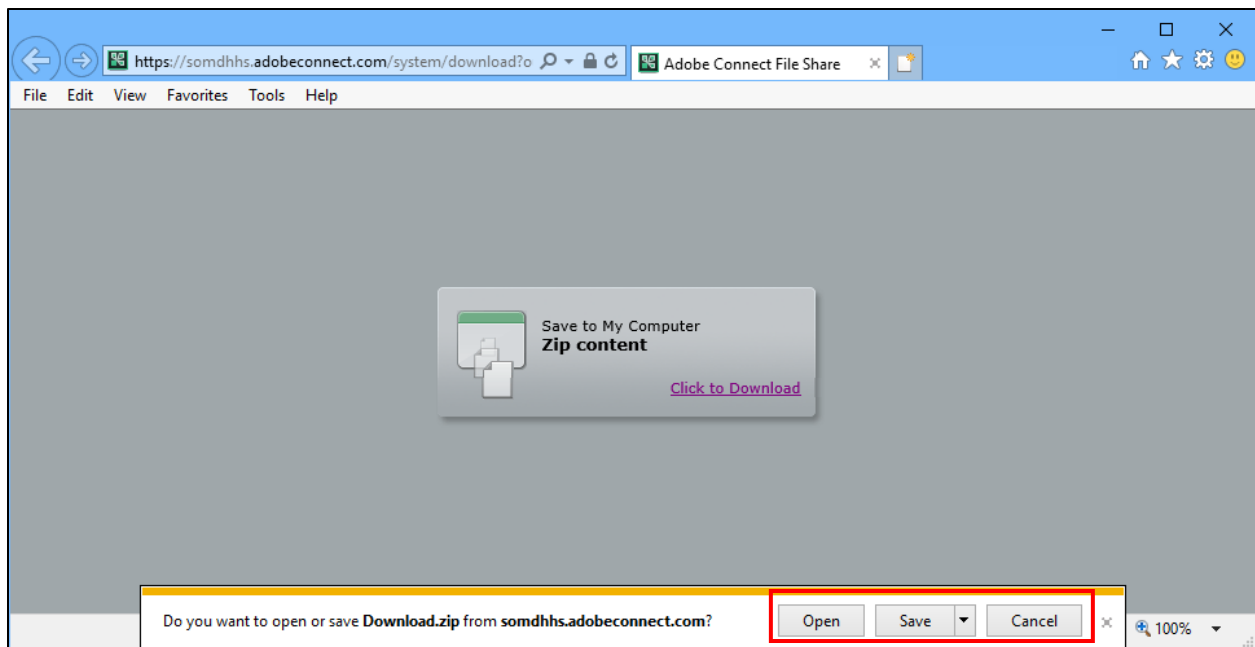 https://somdhhs.adobeconnect.com/system/download?o
Adobe Connect File Share
File Edit View Favorites Tools Help
Save to My Computer
Zip content
Click to Download
Do you want to open or save Download.zip from somdhhs.adobeconnect.com?
Open Save Cancel
100%